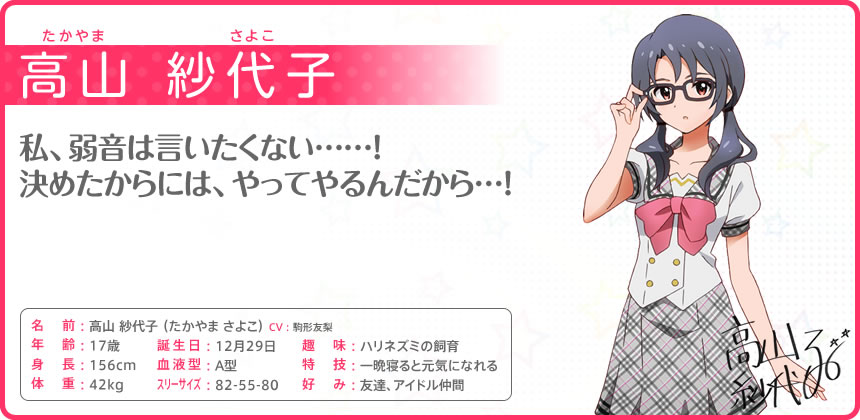 たかやま さよこ
高山 紗代子
私、弱音は言いたくない……!
決めたからには、やってやるんだから…!
名 前 : 高山 紗代子 (たかやま さよこ) CV : 駒形友梨
年 齢 : 17歳 誕生日 : 12月29日 趣 味 : ハリネズミの飼育
身 長 : 156cm 血液型 : A型 特 技 : 一晩寝ると元気になれる
体 重 : 42kg スリーサイズ : 82-55-80 好 み : 友達、アイドル仲間
高山
紗代子